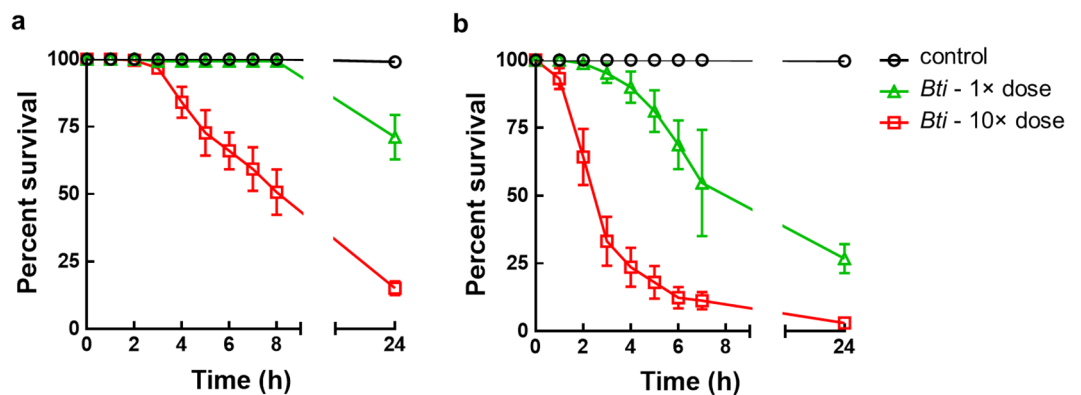 a
100
75
50
25
0
Percent survival
0 2 4 6 8 24
Time (h)
b
100
75
50
25
0
Percent survival
0 2 4 6 8 24
Time (h)
control
Bti - 1× dose
Bti - 10× dose